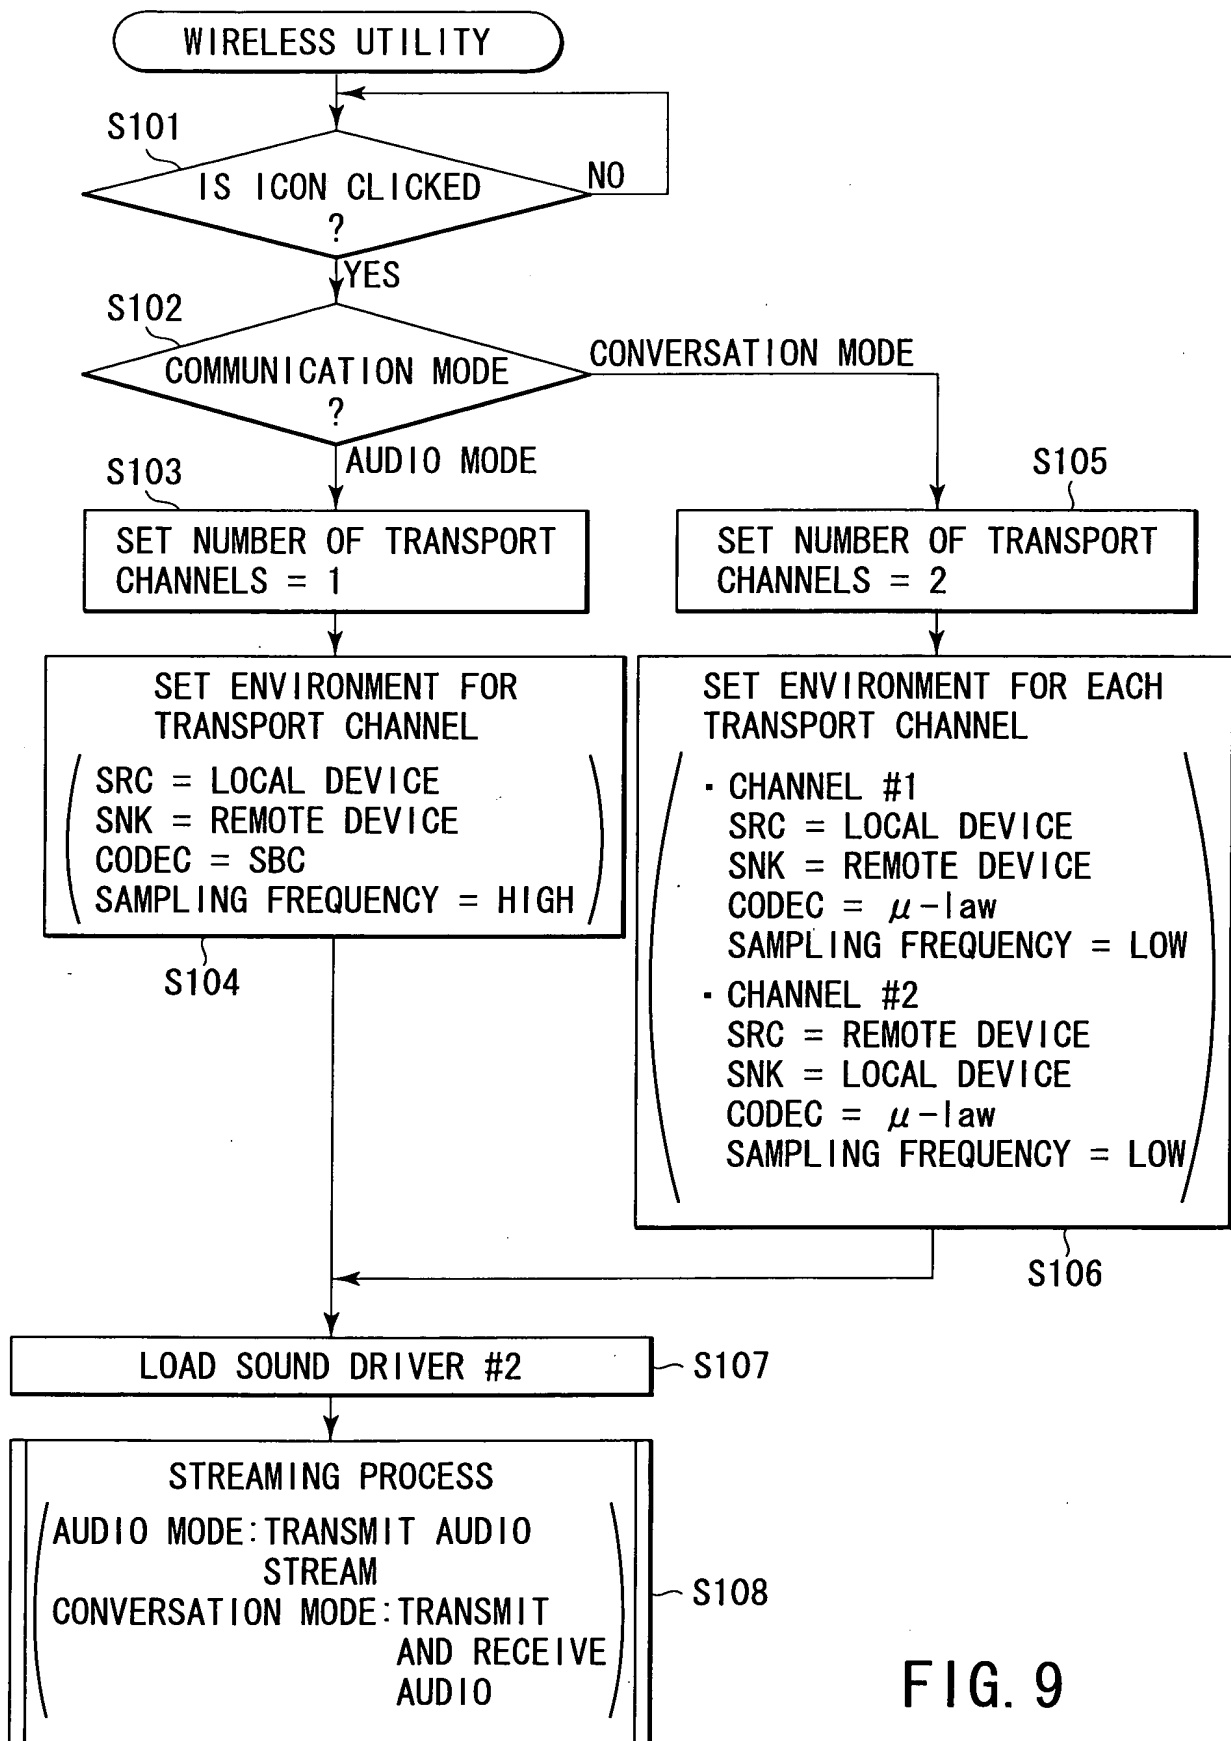 WIRELESS UTILITY
S101
IS ICON CLICKED
?
NO
YES
S102
COMMUNICATION MODE
?
CONVERSATION MODE
AUDIO MODE
S103
SET NUMBER OF TRANSPORT
CHANNELS = 1
S105
SET NUMBER OF TRANSPORT
CHANNELS = 2
SET ENVIRONMENT FOR
TRANSPORT CHANNEL
SRC = LOCAL DEVICE
SNK = REMOTE DEVICE
CODEC = SBC
SAMPLING FREQUENCY = HIGH
S104
SET ENVIRONMENT FOR EACH
TRANSPORT CHANNEL
· CHANNEL #1
SRC = LOCAL DEVICE
SNK = REMOTE DEVICE
CODEC = μ-law
SAMPLING FREQUENCY = LOW
· CHANNEL #2
SRC = REMOTE DEVICE
SNK = LOCAL DEVICE
CODEC = μ-law
SAMPLING FREQUENCY = LOW
S106
LOAD SOUND DRIVER #2
S107
STREAMING PROCESS
AUDIO MODE:TRANSMIT AUDIO
STREAM
CONVERSATION MODE:TRANSMIT
AND RECEIVE
AUDIO
S108
FIG. 9